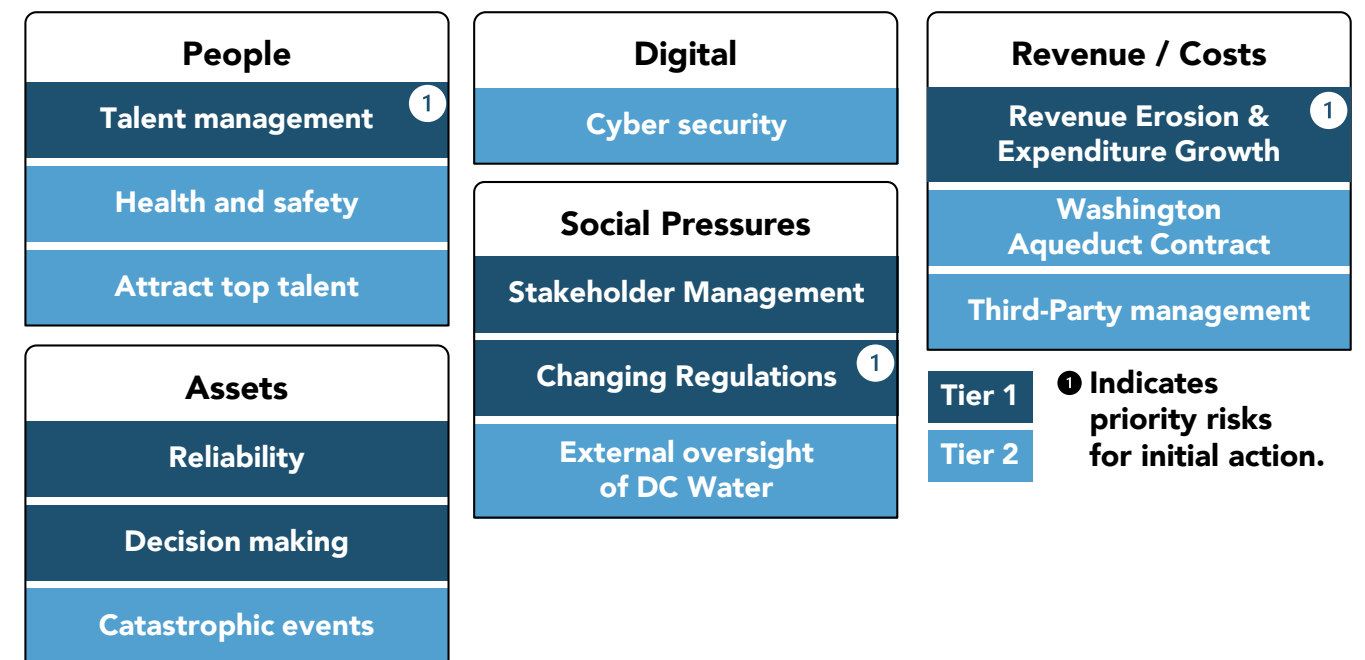 People
Talent management
1
Health and safety
Attract top talent
Assets
Reliability
Decision making
Catastrophic events
Digital
Cyber security
Social Pressures
Stakeholder Management
Changing Regulations
1
External oversight
of DC Water
Revenue / Costs
Revenue Erosion &
Expenditure Growth
1
Washington
Aqueduct Contract
Third-Party management
Tier 1
Tier 2
1 Indicates
priority risks
for initial action.